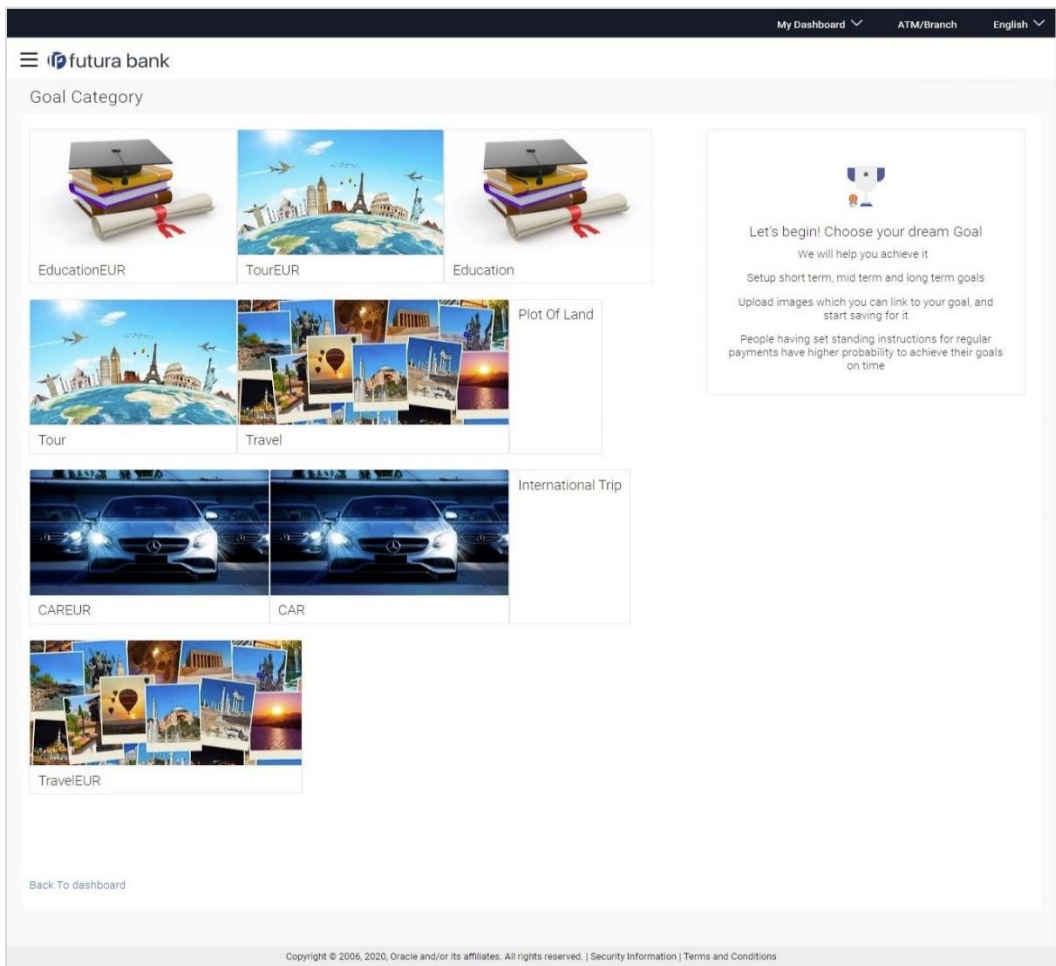 My Dashboard ATM/Branch English
futura bank
Goal Category
EducationEUR TourEUR Education
Tour Travel Plot Of Land
CAREUR CAR International Trip
TravelEUR
Let's begin! Choose your dream Goal
We will help you achieve it
Setup short term, mid term and long term goals
Upload images which you can link to your goal, and
start saving for it
People having set standing instructions for regular
payments have higher probability to achieve their goals
on time
Back To dashboard
Copyright © 2006, 2020, Oracle and/or its affiliates. All rights reserved. | Security Information | Terms and Conditions